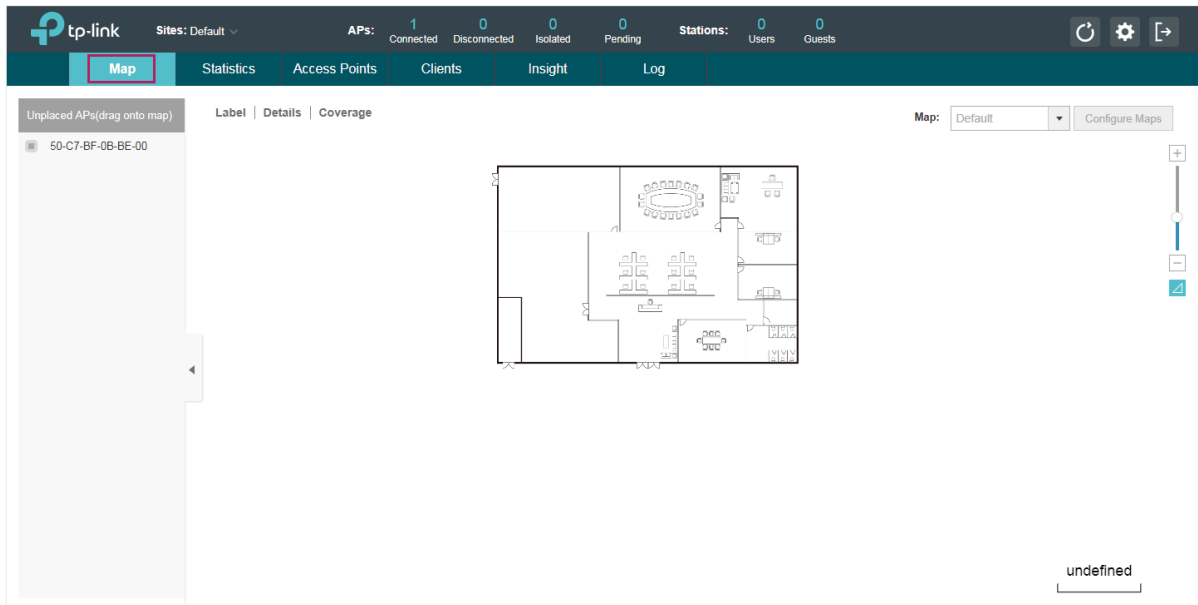 tp-link Sites: Default APs: 1 Connected 0 Disconnected 0 Isolated 0 Pending Stations: 0 Users 0 Guests
Map Statistics Access Points Clients Insight Log
Unplaced APs(drag onto map) Label | Details | Coverage Map: Default Configure Maps
50-C7-BF-0B-BE-00
undefined